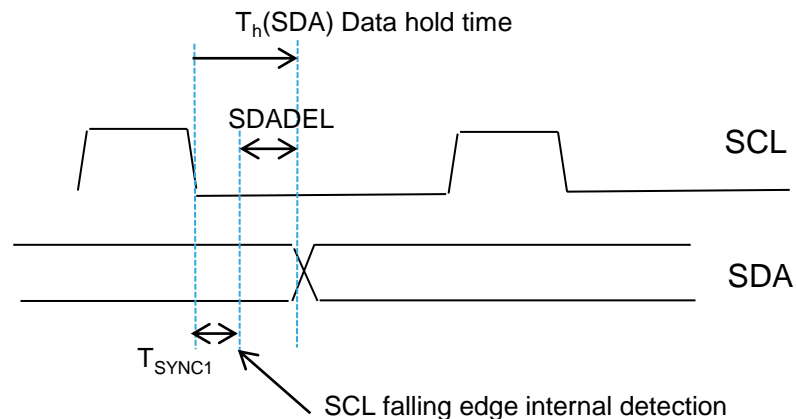 Th(SDA) Data hold time
SDADEL
SCL
SDA
TSYNC1
SCL falling edge internal detection